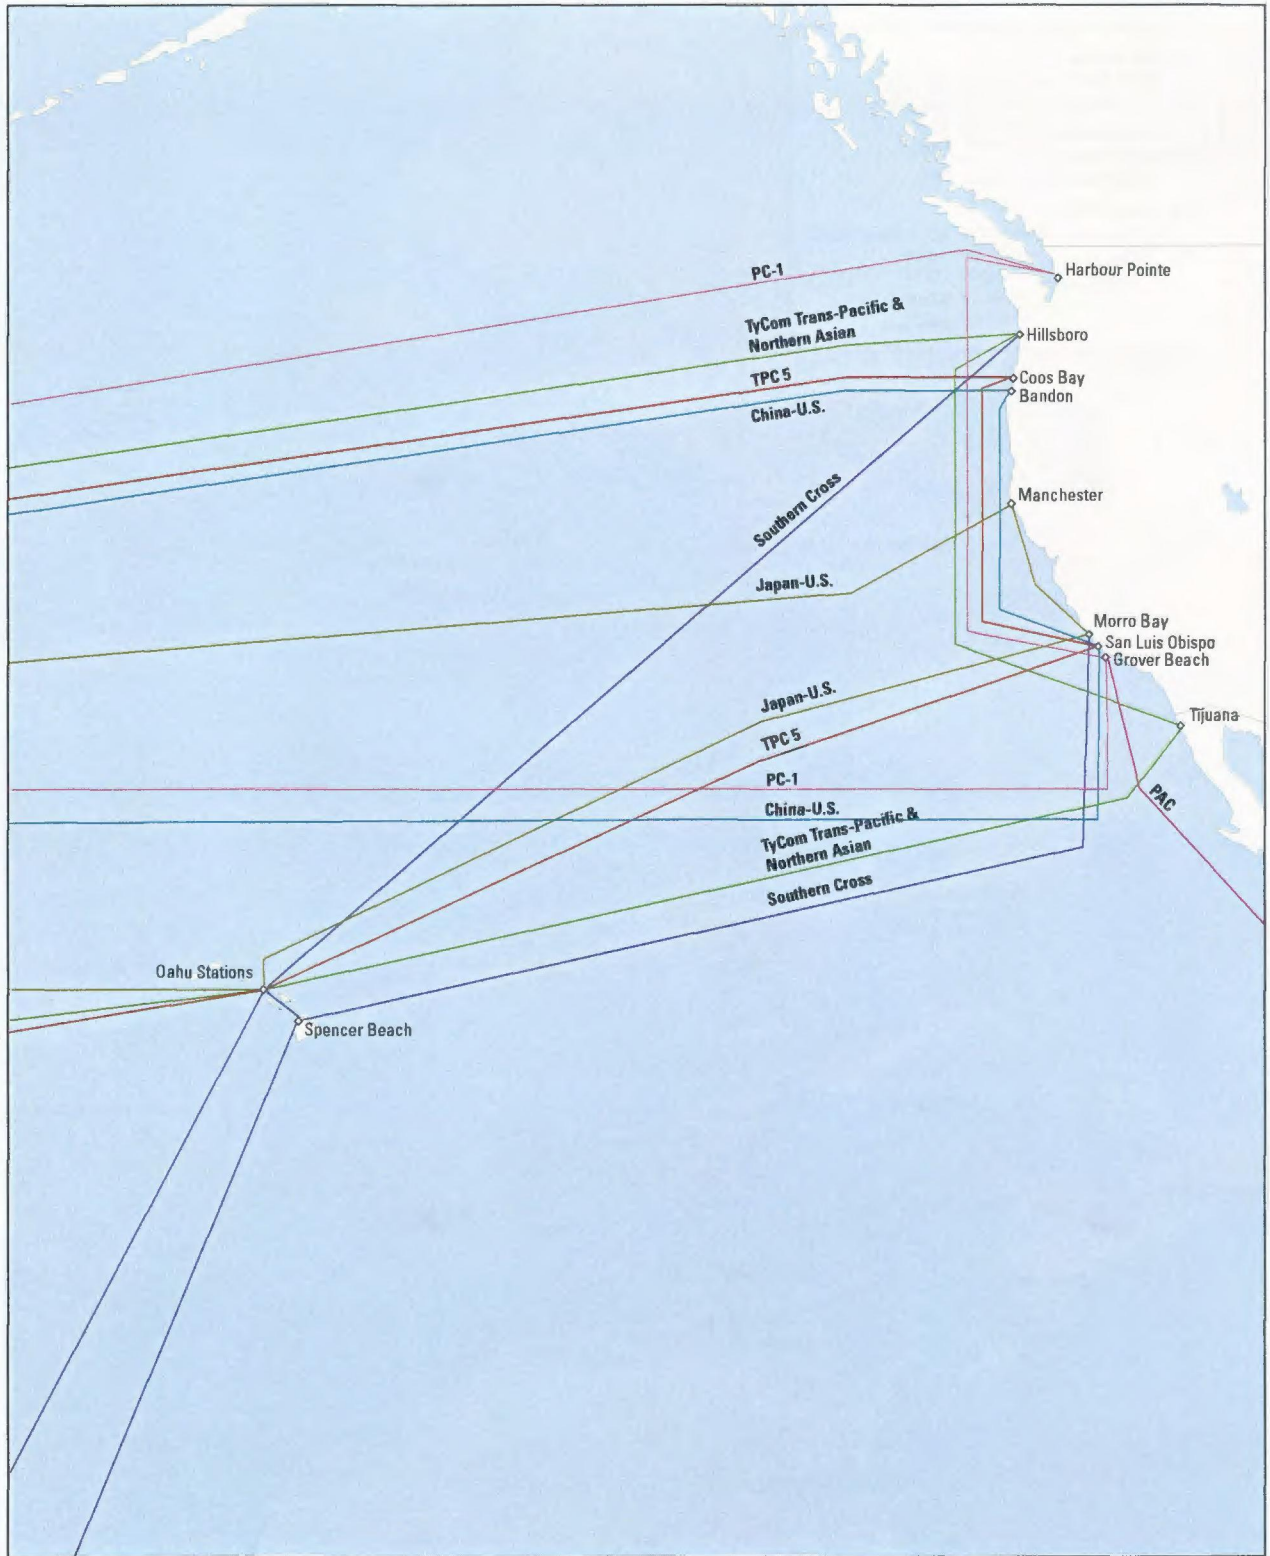 PC-1
Harbour Pointe
TyCom Trans-Pacific &
Northern Asian
Hillsboro
TPC 5
Coos Bay
China-U.S.
Bandon
Southern Cross
Manchester
Japan-U.S.
Morro Bay
San Luis Obispo
Grover Beach
Japan-U.S.
Tijuana
TPC 5
PC-1
PAC
China-U.S.
TyCom Trans-Pacific &
Northern Asian
Southern Cross
Oahu Stations
Spencer Beach